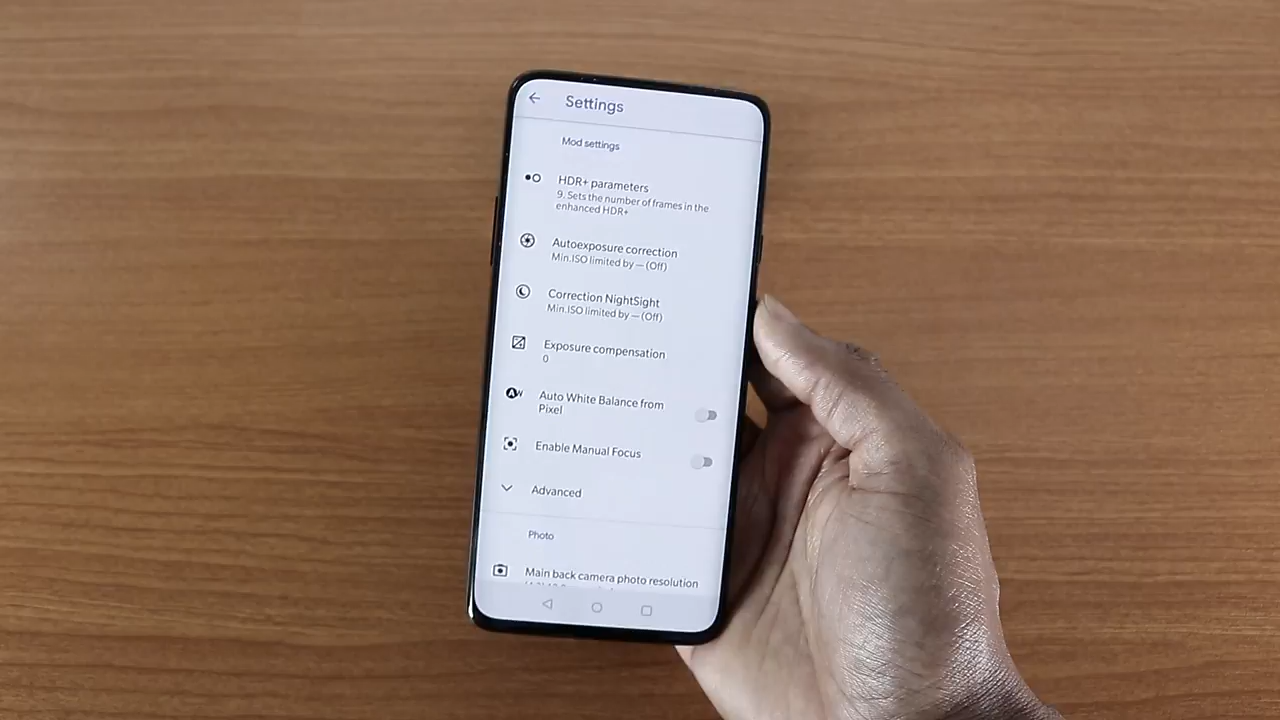 Settings
Mod settings
HDR+ parameters
9. Sets the number of frames in the
enhanced HDR+
Autoexposure correction
Min.ISO limited by — (Off)
Correction NightSight
Min.ISO limited by — (Off)
Exposure compensation
0
Auto White Balance from
Pixel
Enable Manual Focus
Advanced
Photo
Main back camera photo resolution